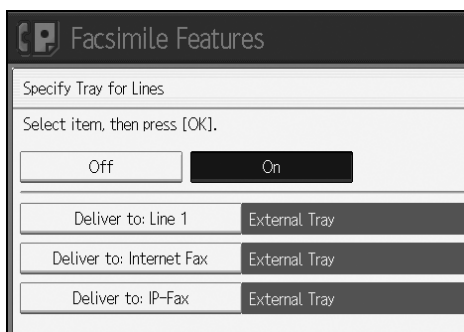 Facsimile Features
Specify Tray for Lines
Select item, then press [OK].
Off On
Deliver to: Line 1 External Tray
Deliver to: Internet Fax External Tray
Deliver to: IP-Fax External Tray